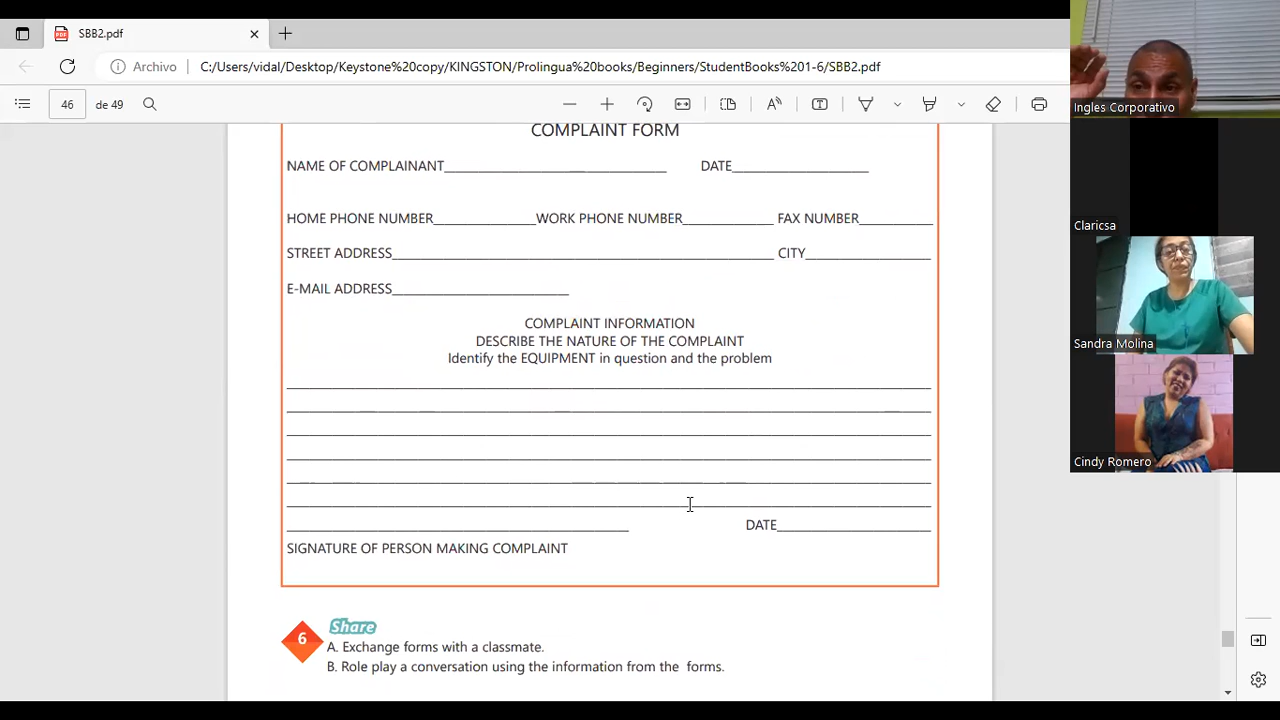 SBB2.pdf
Archivo
C:/Users/vidal/Desktop/Keystone%20copy/KINGSTON/Prolingua%20books/Beginners/StudentBooks%201-6/SBB2.pdf
46 de 49
COMPLAINT FORM
NAME OF COMPLAINANT DATE
HOME PHONE NUMBER WORK PHONE NUMBER FAX NUMBER
STREET ADDRESS CITY
E-MAIL ADDRESS
COMPLAINT INFORMATION
DESCRIBE THE NATURE OF THE COMPLAINT
Identify the EQUIPMENT in question and the problem
DATE
SIGNATURE OF PERSON MAKING COMPLAINT
6 Share
A. Exchange forms with a classmate.
B. Role play a conversation using the information from the forms.
Ingles Corporativo
Claricsa
Sandra Molina
Cindy Romero